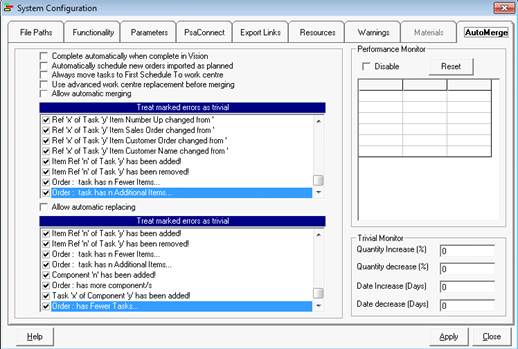 System Configuration
File Paths
Functionality
Parameters
PsaConnect
Export Links
Resources
Warnings
Materials
AutoMerge
Complete automatically when complete in Vision
Automatically schedule new orders imported as planned
Always move tasks to First Schedule To work centre
Use advanced work centre replacement before merging
Allow automatic merging
Treat marked errors as trivial
Ref 'x' of Task 'y' Item Number Up changed from '
Ref 'x' of Task 'y' Item Sales Order changed from '
Ref 'x' of Task 'y' Item Customer Order changed from '
Ref 'x' of Task 'y' Item Customer Name changed from '
Item Ref 'n' of Task 'y' has been added!
Item Ref 'n' of Task 'y' has been removed!
Order : task has n Fewer Items...
Order : task has n Additional Items...
Allow automatic replacing
Treat marked errors as trivial
Item Ref 'n' of Task 'y' has been added!
Item Ref 'n' of Task 'y' has been removed!
Order : task has n Fewer Items...
Order : task has n Additional Items...
Component 'n' has been added!
Order : has more component/s
Task 'x' of Component 'y' has been added!
Order : has Fewer Tasks...
Performance Monitor
Disable
Reset
Trivial Monitor
Quantity Increase (%)
0
Quantity decrease (%)
0
Date Increase (Days)
0
Date decrease (Days)
0
Help
Apply
Close